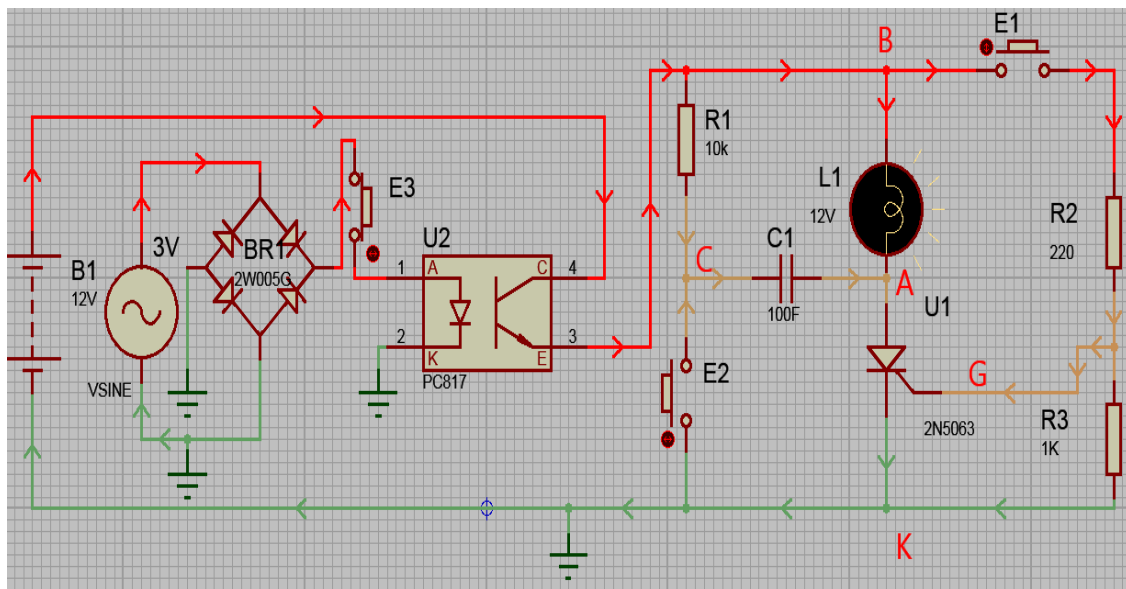 E1
B
R1
10k
E3
L1
12V
R2
220
3V
BR1
2W005G
U2
B1
12V
1
A
C
4
C
C1
100F
A
U1
2
K
E
3
PC817
VSINE
E2
G
2N5063
R3
1K
K